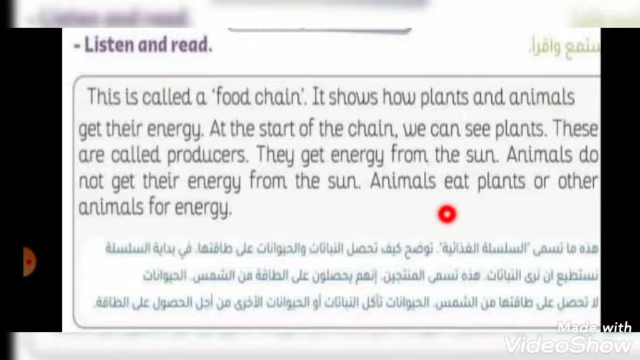 - Listen and read.
استمع واقرأ.
This is called a ‘food chain’. It shows how plants and animals
get their energy. At the start of the chain, we can see plants. These
are called producers. They get energy from the sun. Animals do
not get their energy from the sun. Animals eat plants or other
animals for energy.
هذه ما تسمى "السلسلة الغذائية". توضح كيف تحصل النباتات والحيوانات على طاقتها. في بداية السلسلة
نستطيع ان نرى النباتات. هذه تسمى المنتجين. إنهم يحصلون على الطاقة من الشمس. الحيوانات
لا تحصل على طاقتها من الشمس. الحيوانات تأكل النباتات أو الحيوانات الأخرى من أجل الحصول على الطاقة.
Made with
VideoShow